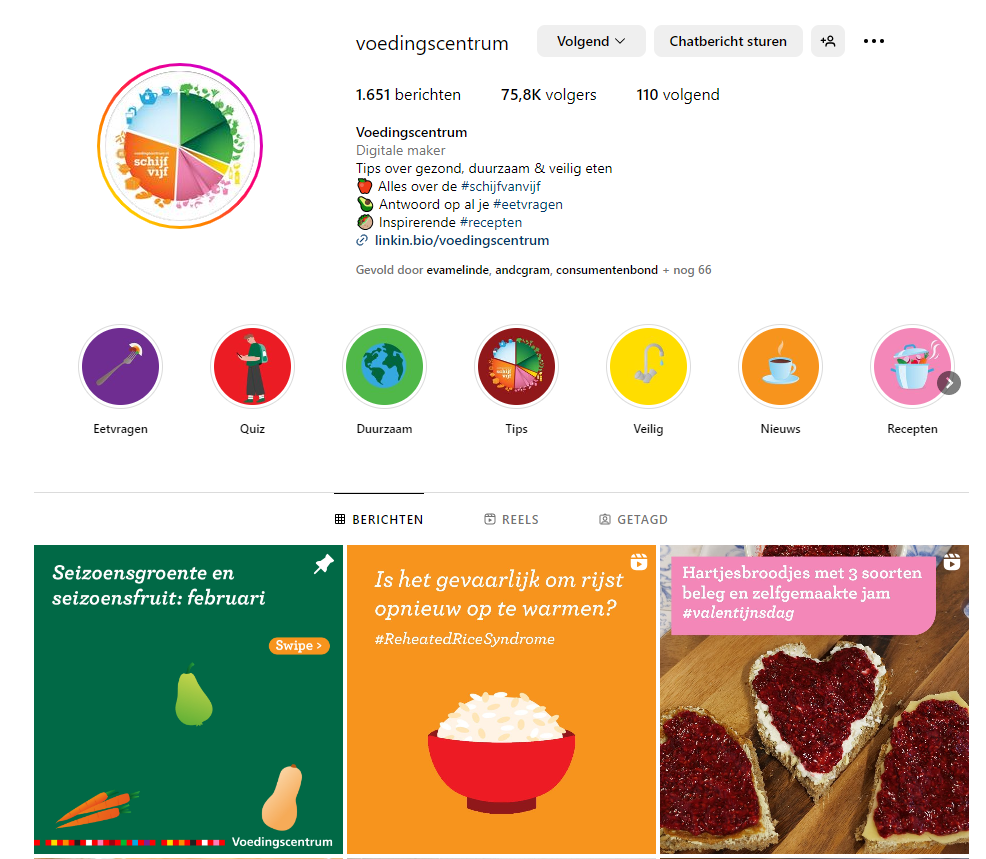 voedingscentrum
Volgend
Chatbericht sturen
1.651 berichten
75,8K volgers
110 volgend
schijf
vijf
Voedingscentrum
Digitale maker
Tips over gezond, duurzaam & veilig eten
Alles over de #schijfvanvijf
Antwoord op al je #eetvragen
Inspirerende #recepten
linkin.bio/voedingscentrum
Gevold door evamelinde, andcgram, consumentenbond + nog 66
Eetvragen
Quiz
Duurzaam
Tips
Veilig
Nieuws
Recepten
BERICHTEN
REELS
GETAGD
Seizoensgroente en
seizoensfruit: februari
Swipe >
Voedingscentrum
Is het gevaarlijk om rijst
opnieuw op te warmen?
#ReheatedRiceSyndrome
Hartjesbroodjes met 3 soorten
beleg en zelfgemaakte jam
#valentijnsdag